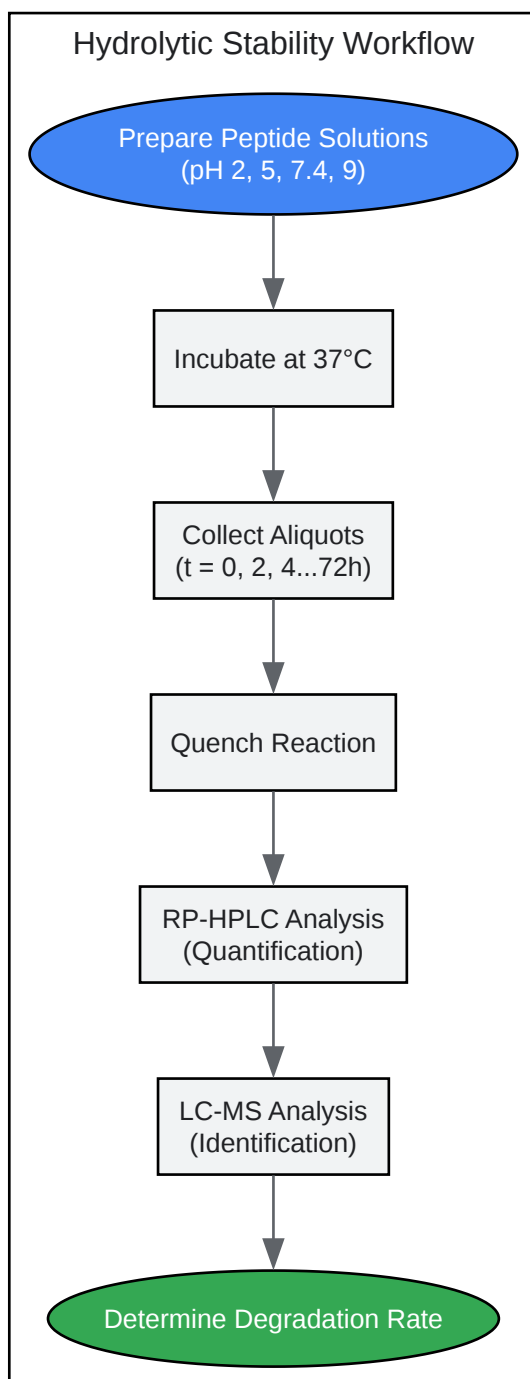 Hydrolytic Stability Workflow
Prepare Peptide Solutions
(pH 2, 5, 7.4, 9)
Incubate at 37°C
Collect Aliquots
(t = 0, 2, 4...72h)
Quench Reaction
RP-HPLC Analysis
(Quantification)
LC-MS Analysis
(Identification)
Determine Degradation Rate